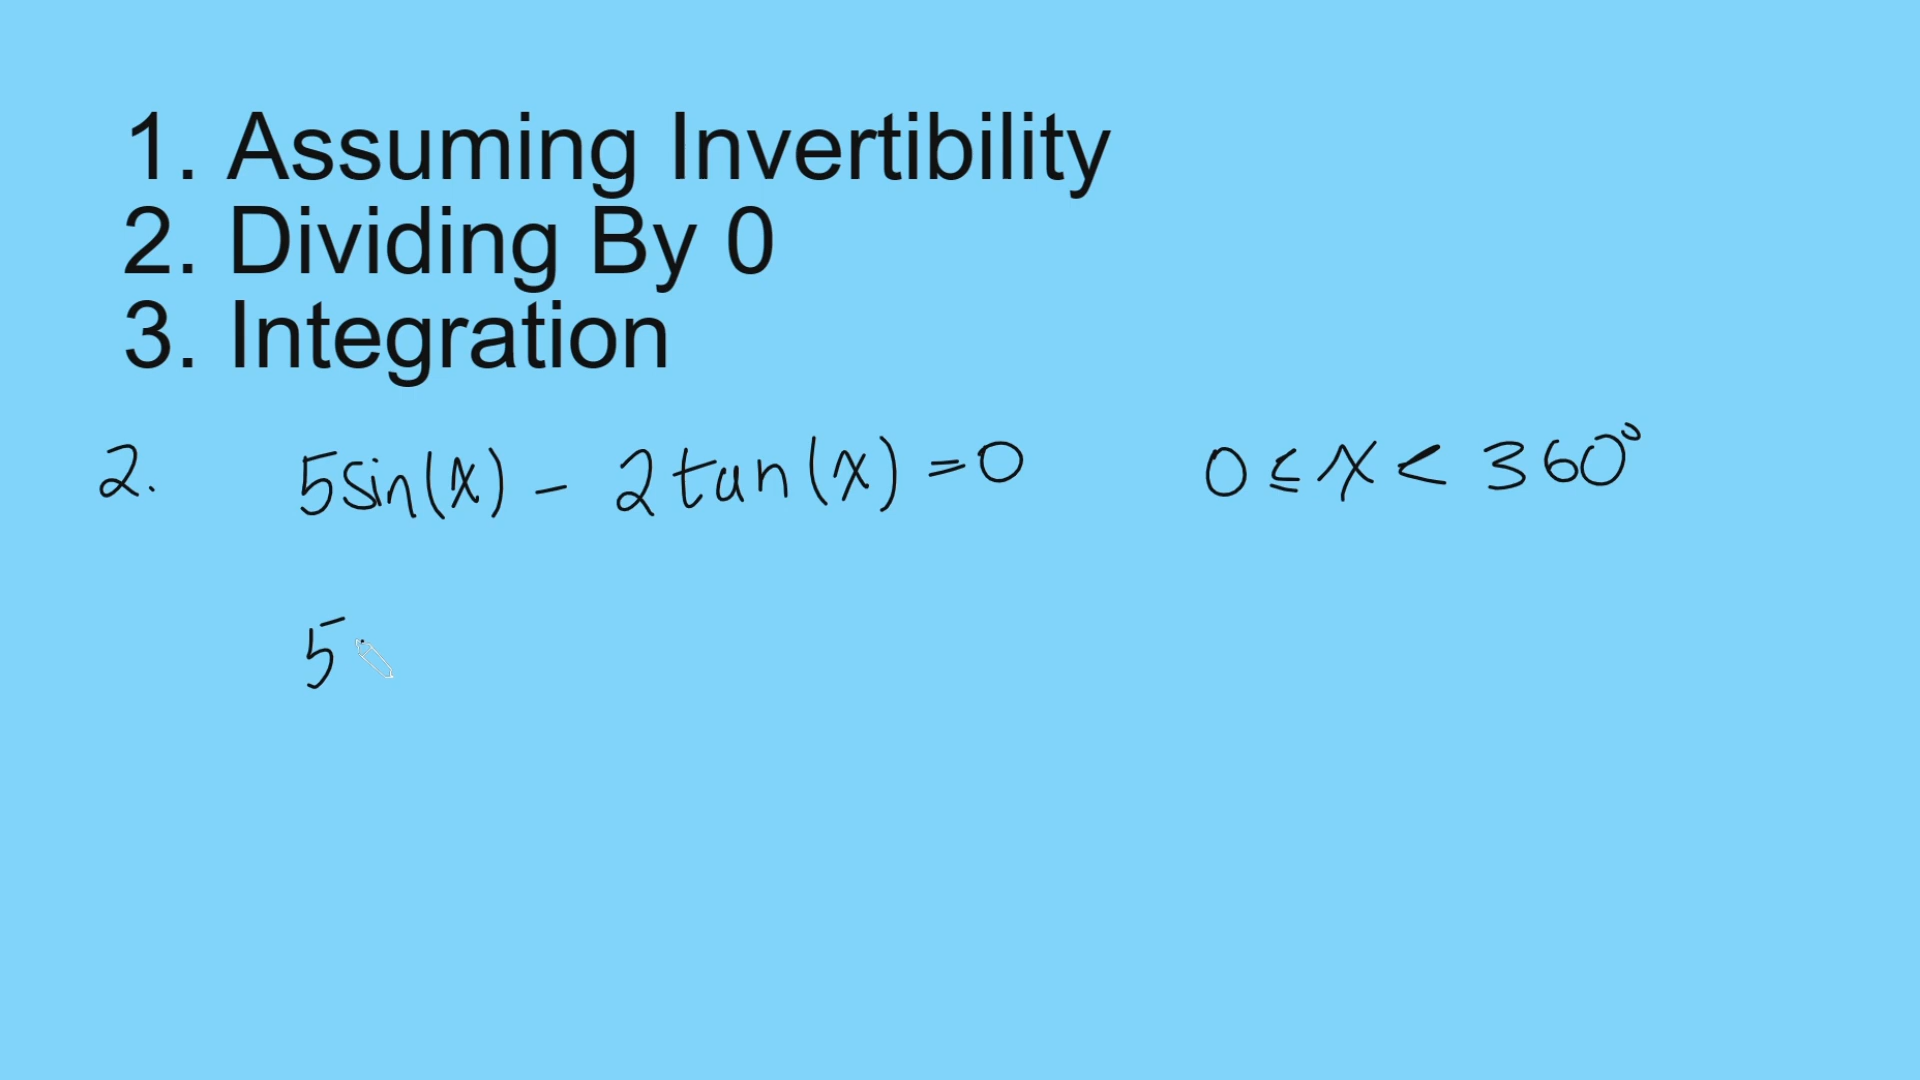 1. Assuming Invertibility
2. Dividing By 0
3. Integration
2. 5sin(x) - 2tan(x) = 0 0 ≤ x < 360°
5